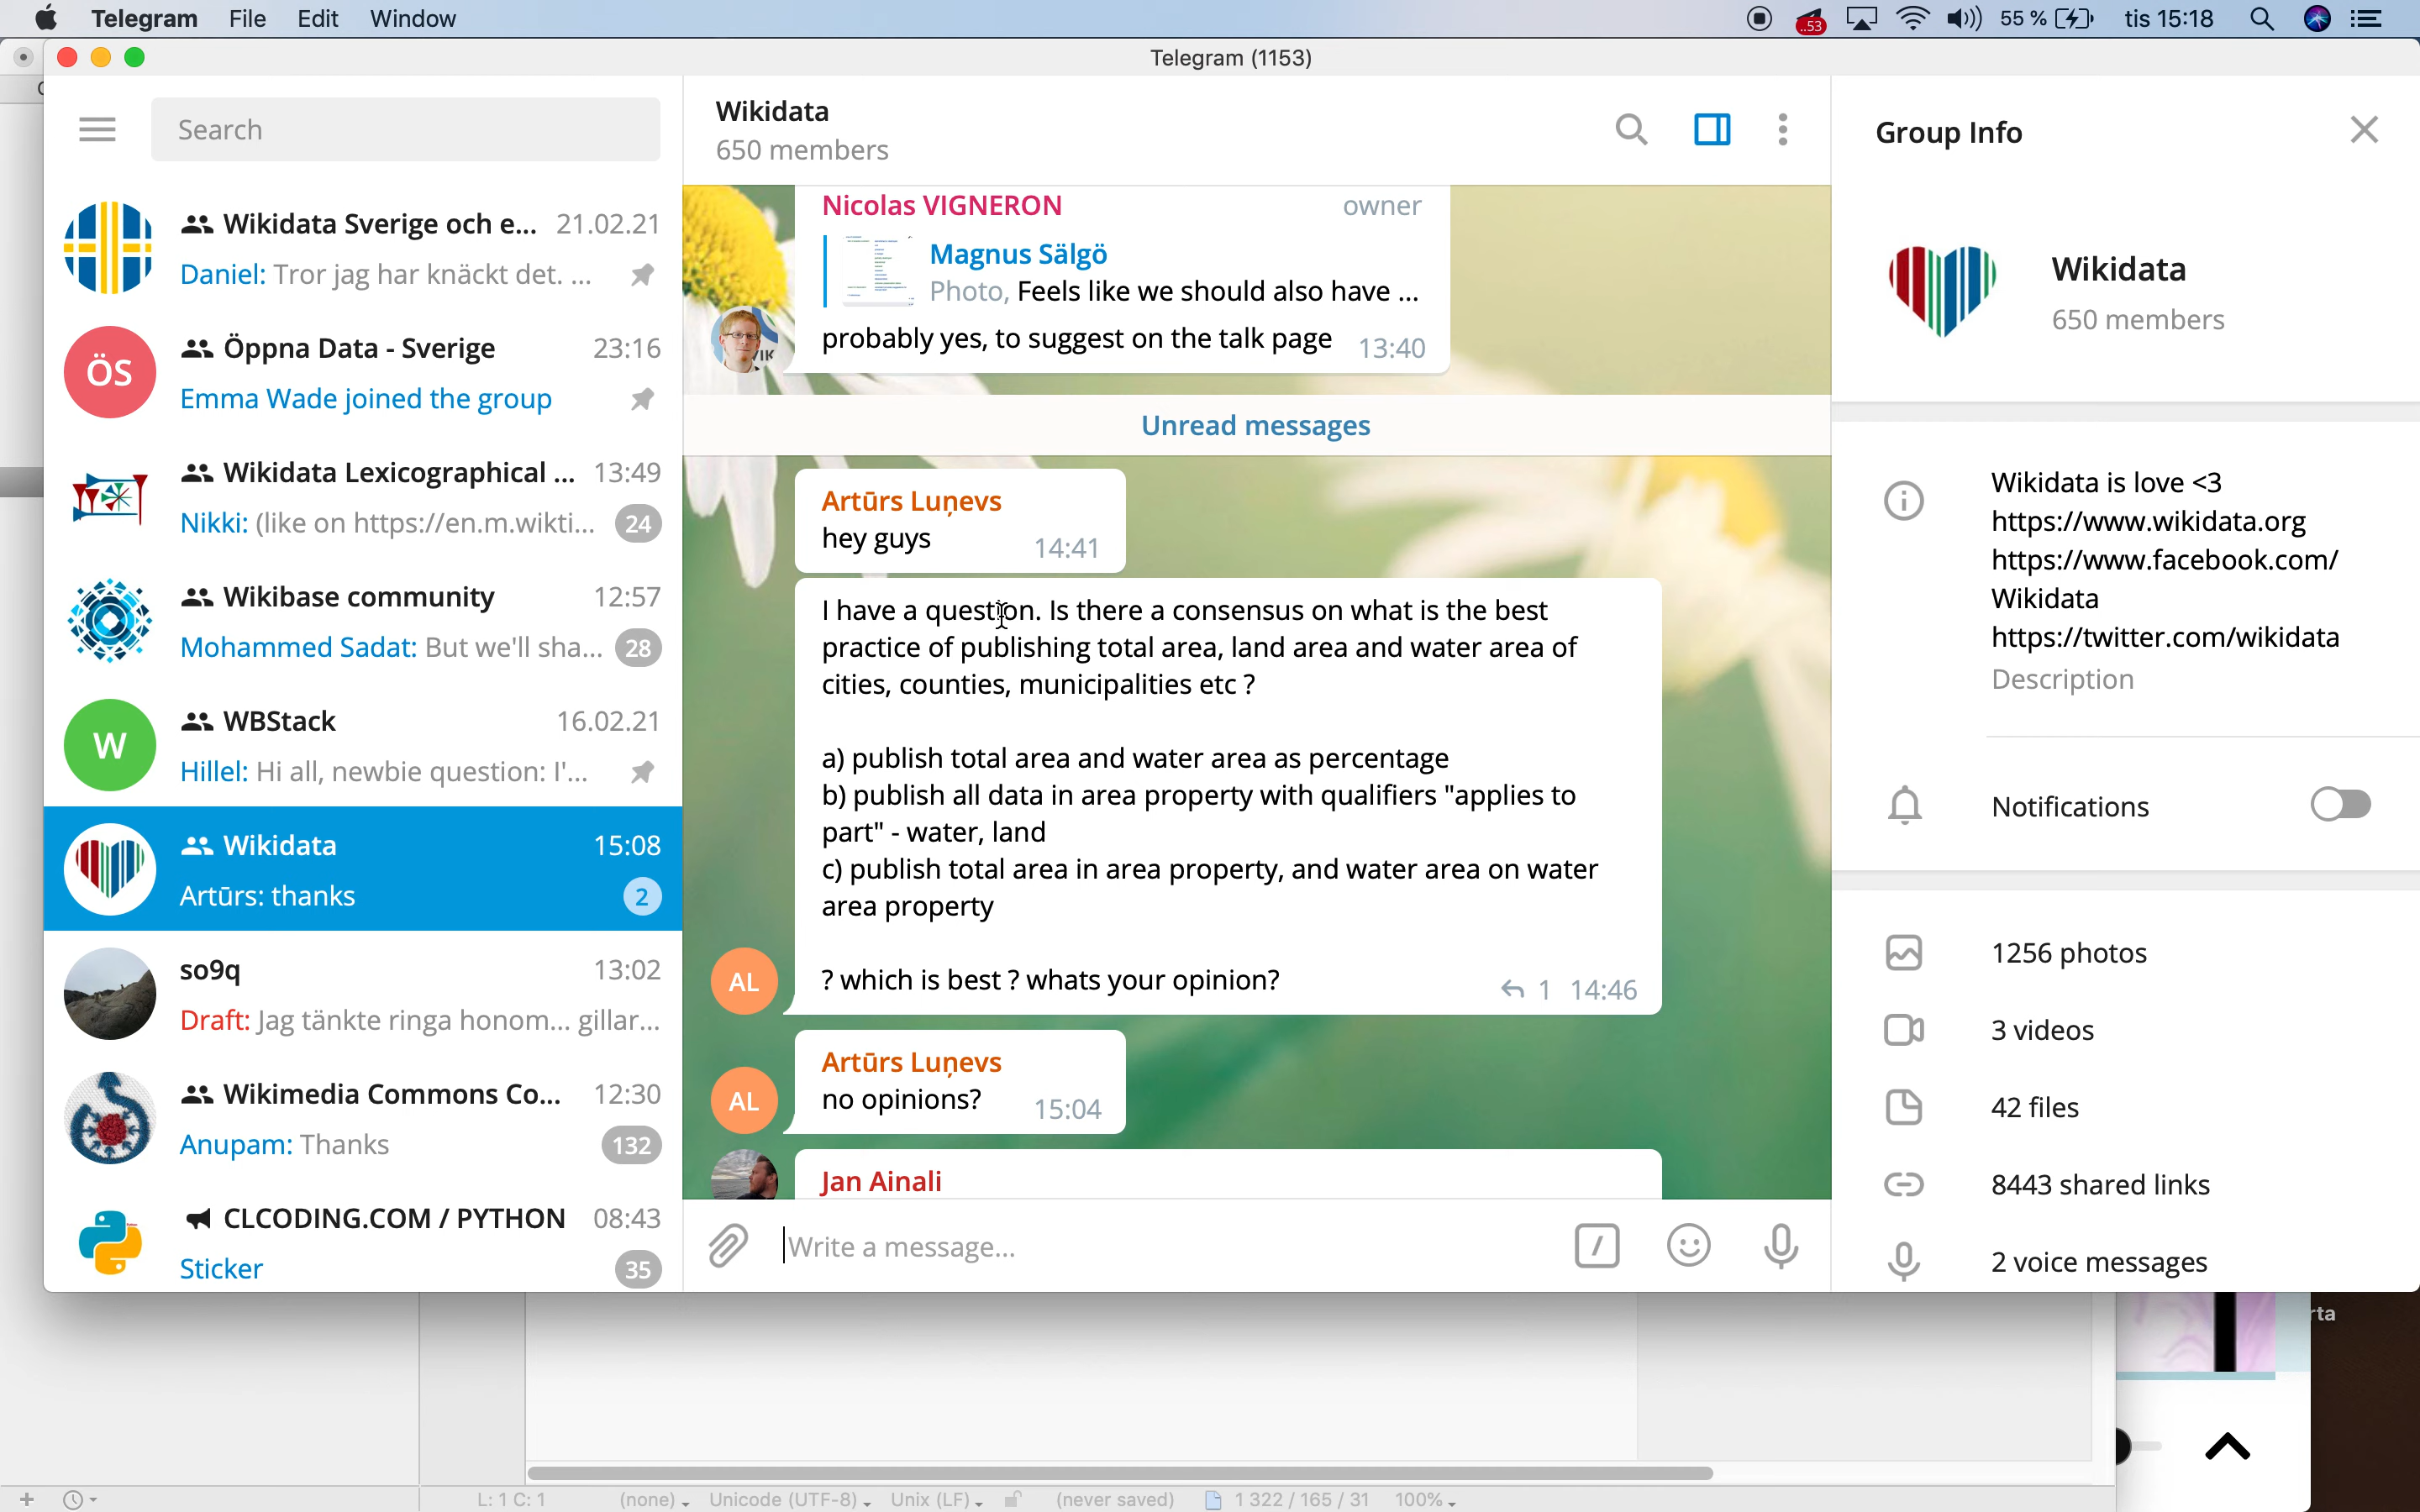 Telegram File Edit Window
..53 55 % tis 15:18
Telegram (1153)
Search
Wikidata Sverige och e... 21.02.21
Daniel: Tror jag har knäckt det. ...
ÖS
Öppna Data - Sverige 23:16
Emma Wade joined the group
Wikidata Lexicographical ... 13:49
Nikki: (like on https://en.m.wikti... 24
Wikibase community 12:57
Mohammed Sadat: But we'll sha... 28
W
WBStack 16.02.21
Hillel: Hi all, newbie question: I'...
Wikidata 15:08
Artūrs: thanks 2
so9q 13:02
Draft: Jag tänkte ringa honom... gillar...
Wikimedia Commons Co... 12:30
Anupam: Thanks 132
CLCODING.COM / PYTHON 08:43
Sticker 35
Wikidata
650 members
Nicolas VIGNERON owner
Magnus Sälgö
Photo, Feels like we should also have ...
probably yes, to suggest on the talk page 13:40
Unread messages
Artūrs Luņevs
hey guys 14:41
I have a question. Is there a consensus on what is the best
practice of publishing total area, land area and water area of
cities, counties, municipalities etc ?
a) publish total area and water area as percentage
b) publish all data in area property with qualifiers "applies to
part" - water, land
c) publish total area in area property, and water area on water
area property
? which is best ? whats your opinion? 1 14:46
AL
Artūrs Luņevs
no opinions? 15:04
AL
Jan Ainali
Write a message...
Group Info
Wikidata
650 members
Wikidata is love <3
https://www.wikidata.org
https://www.facebook.com/
Wikidata
https://twitter.com/wikidata
Description
Notifications
1256 photos
3 videos
42 files
8443 shared links
2 voice messages
rta
L: 1 C: 1 (none) Unicode (UTF-8) Unix (LF) (never saved) 1 322 / 165 / 31 100%